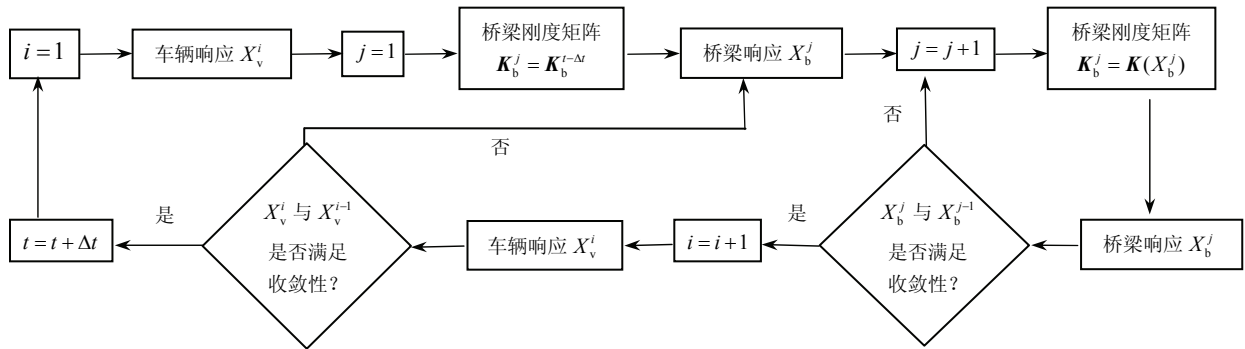 i = 1
车辆响应 X_v^i
j = 1
桥梁刚度矩阵
K_b^j = K_b^{t-Δt}
桥梁响应 X_b^j
j = j+1
桥梁刚度矩阵
K_b^j = K(X_b^j)
否
否
t = t + Δt
是
X_v^i 与 X_v^{i-1}
是否满足
收敛性？
车辆响应 X_v^i
i = i+1
是
X_b^j 与 X_b^{j-1}
是否满足
收敛性？
桥梁响应 X_b^j